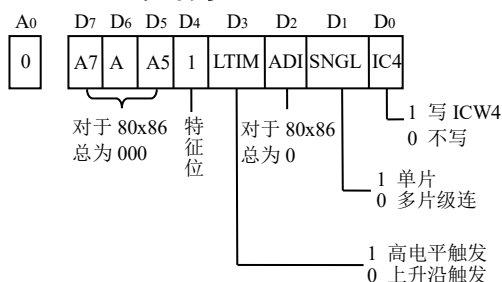 A0 D7 D6 D5 D4 D3 D2 D1 D0
0 A7 A A5 1 LTIM ADI SNGL IC4
对于 80x86
总为 000
特征位
对于 80x86
总为 0
1 写 ICW4
0 不写
1 单片
0 多片级连
1 高电平触发
0 上升沿触发